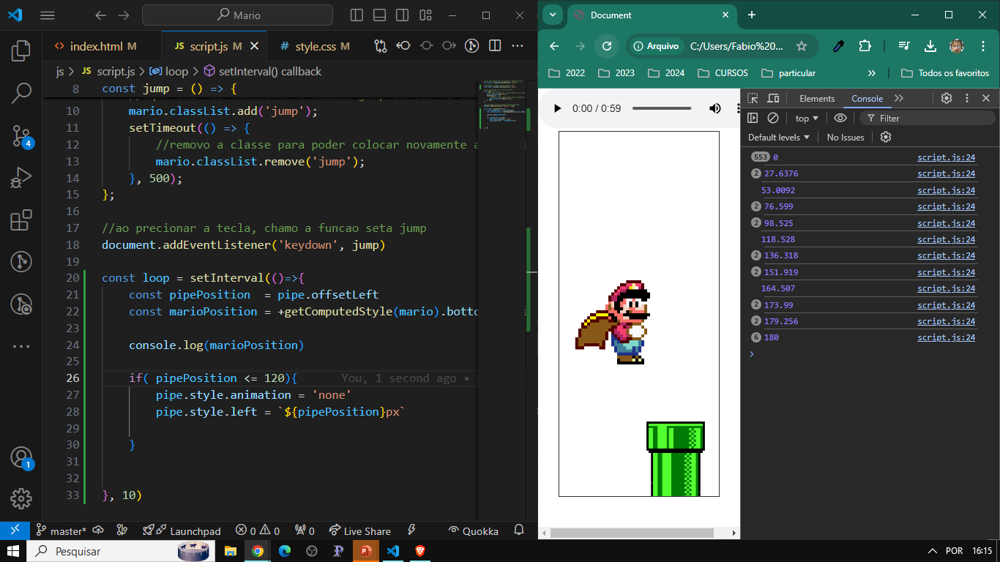 Mario
index.html M
JS script.js M
# style.css M
js > JS script.js > loop > setInterval() callback
8 const jump = () => {
10 mario.classList.add('jump');
11 setTimeout(() => {
12 //removo a classe para poder colocar novamente a
13 mario.classList.remove('jump');
14 }, 500);
15 };
16
17 //ao precionar a tecla, chamo a funcao seta jump
18 document.addEventListener('keydown', jump)
19
20 const loop = setInterval(()=>{
21 const pipePosition = pipe.offsetLeft
22 const marioPosition = +getComputedStyle(mario).botto
23
24 console.log(marioPosition)
25
26 if( pipePosition <= 120){ You, 1 second ago •
27 pipe.style.animation = 'none'
28 pipe.style.left = `${pipePosition}px`
29
30 }
31
32
33 }, 10)
4
1
master* Launchpad 0 0 0 Live Share Quokka
Document
Arquivo C:/Users/Fabio%20...
2022 2023 2024 CURSOS particular » Todos os favoritos
0:00 / 0:59
Elements Console
top Filter
Default levels No Issues
553 0 script.js:24
2 27.6376 script.js:24
53.0092 script.js:24
2 76.599 script.js:24
2 98.525 script.js:24
118.528 script.js:24
2 136.318 script.js:24
2 151.919 script.js:24
164.507 script.js:24
2 173.99 script.js:24
2 179.256 script.js:24
6 180 script.js:24
Pesquisar
POR 16:15